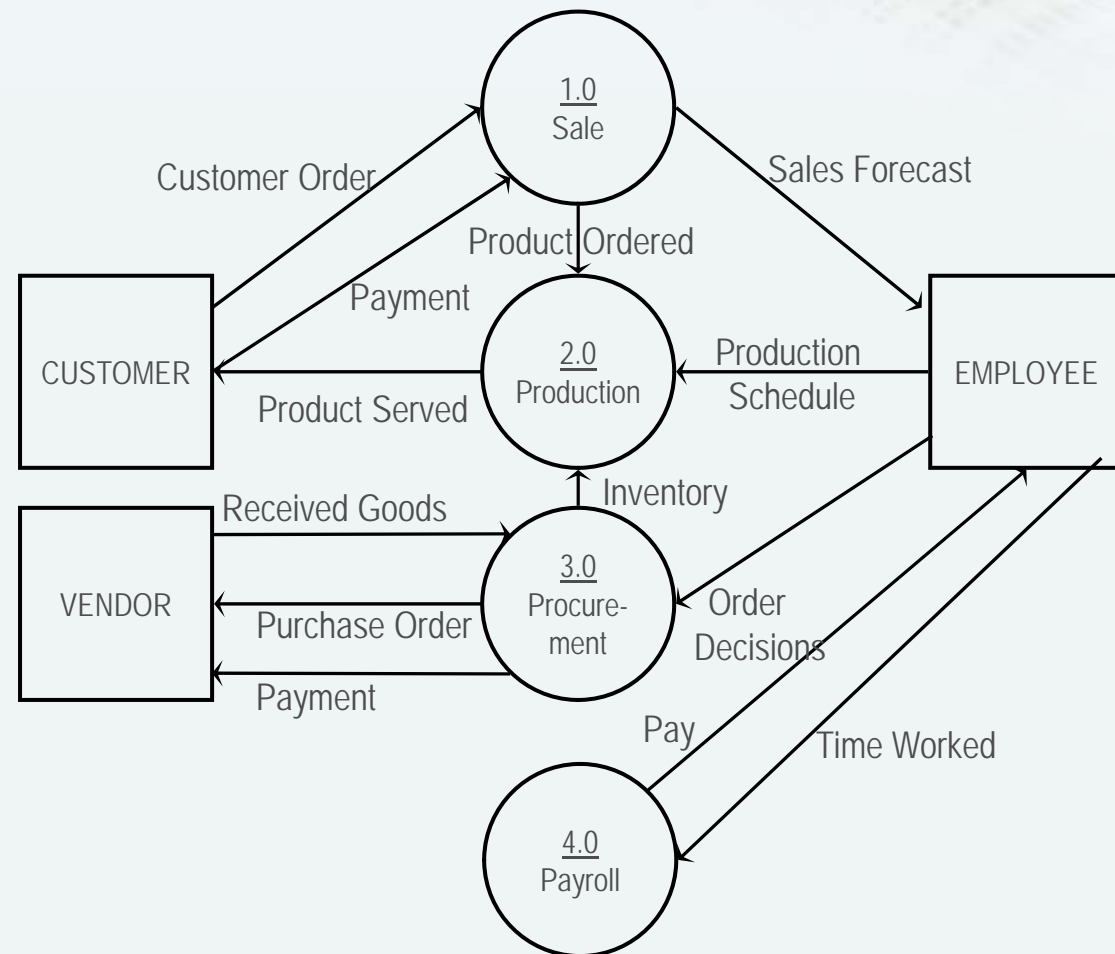 1.0
Sale
Customer Order
Sales Forecast
Product Ordered
Payment
CUSTOMER
2.0
Production
Production
Schedule
EMPLOYEE
Product Served
Inventory
Received Goods
VENDOR
3.0
Procure-
ment
Purchase Order
Order
Decisions
Payment
Pay
Time Worked
4.0
Payroll